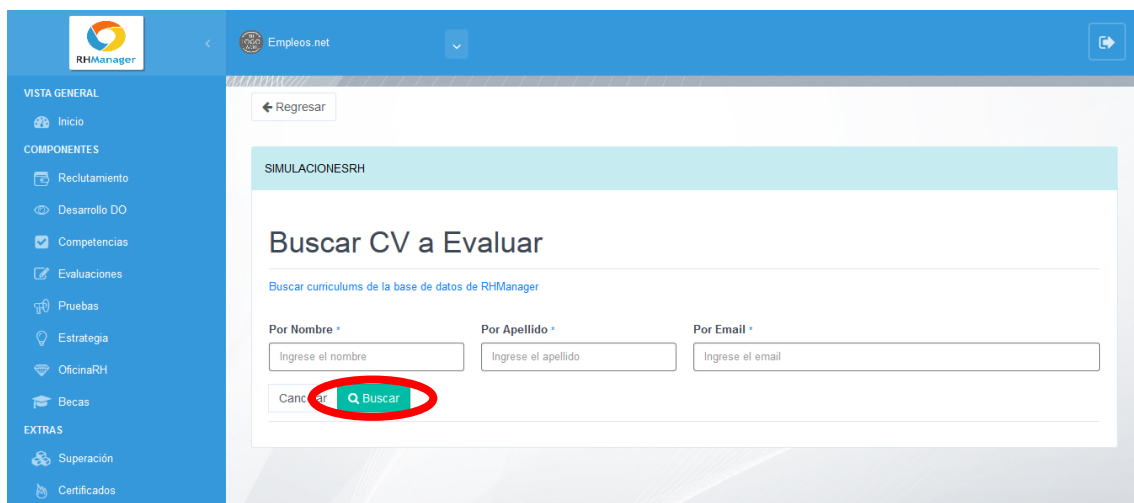 RHManager
Empleos.net
VISTA GENERAL
Inicio
COMPONENTES
Reclutamiento
Desarrollo DO
Competencias
Evaluaciones
Pruebas
Estrategia
OficinaRH
Becas
EXTRAS
Superación
Certificados
Regresar
SIMULACIONESRH
Buscar CV a Evaluar
Buscar curriculums de la base de datos de RHManager
Por Nombre * Por Apellido * Por Email *
Ingrese el nombre Ingrese el apellido Ingrese el email
Cancelar Buscar